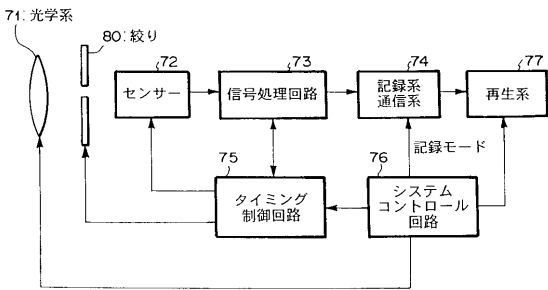 71:光学系
80:絞り
72
センサー
73
信号処理回路
74
記録系
通信系
77
再生系
記録モード
75
タイミング
制御回路
76
システム
コントロール
回路